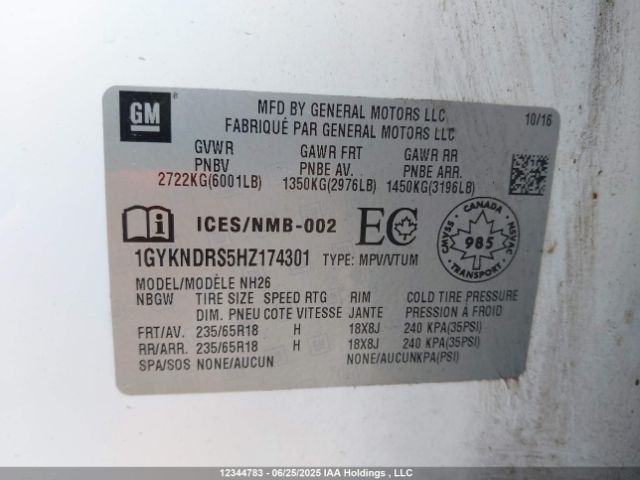 GM
MFD BY GENERAL MOTORS LLC 10/16
FABRIQUÉ PAR GENERAL MOTORS LLC
GVWR GAWR FRT GAWR RR
PNBV PNBE AV. PNBE ARR.
2722KG(6001LB) 1350KG(2976LB) 1450KG(3196LB)
ICES/NMB-002 EC
CANADA
CMVSS 985 NSVAC
TRANSPORT
1GYKNDRS5HZ174301 TYPE: MPV/VTUM
MODEL/MODÈLE NH26
NBGW TIRE SIZE SPEED RTG RIM COLD TIRE PRESSURE
DIM. PNEU COTE VITESSE JANTE PRESSION À FROID
FRT/AV. 235/65R18 H 18X8J 240 KPA(35PSI)
RR/ARR. 235/65R18 H 18X8J 240 KPA(35PSI)
SPA/SOS NONE/AUCUN NONE/AUCUNKPA(PSI)
12344783 - 06/25/2025 IAA Holdings , LLC